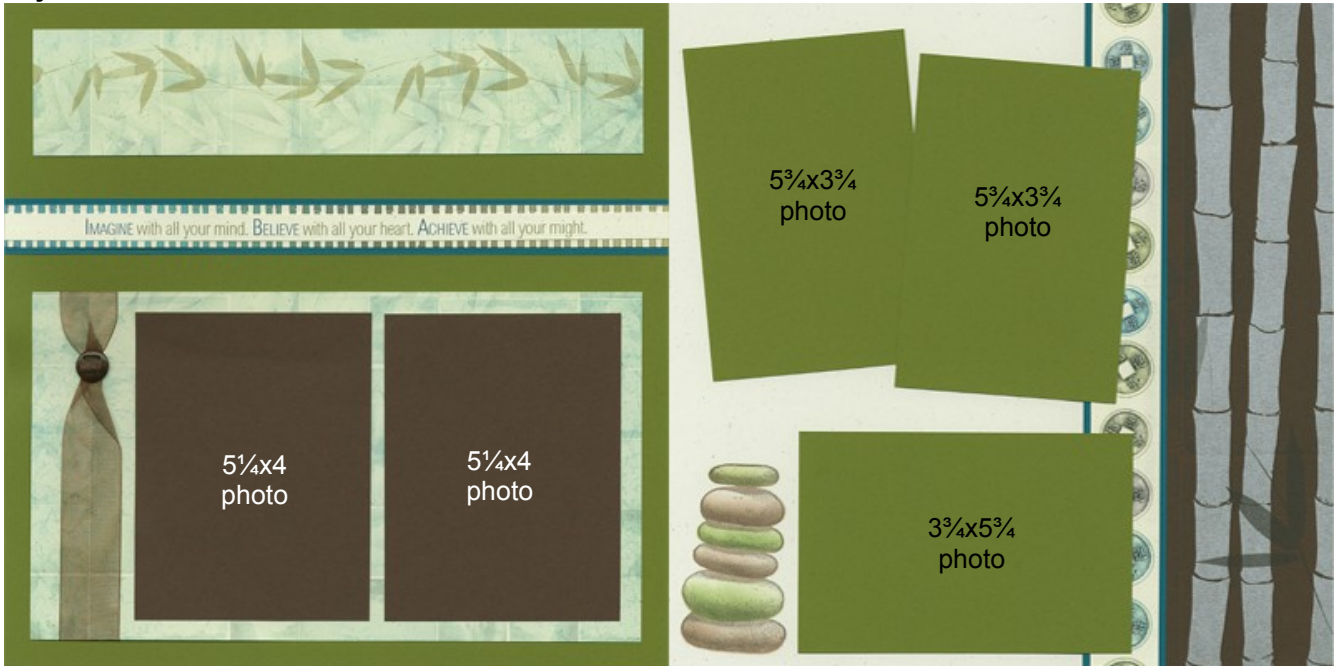 IMAGINE with all your mind. BELIEVE with all your heart. ACHIEVE with all your might.
5¼x4
photo
5¼x4
photo
5¾x3¾
photo
5¾x3¾
photo
3¾x5¾
photo